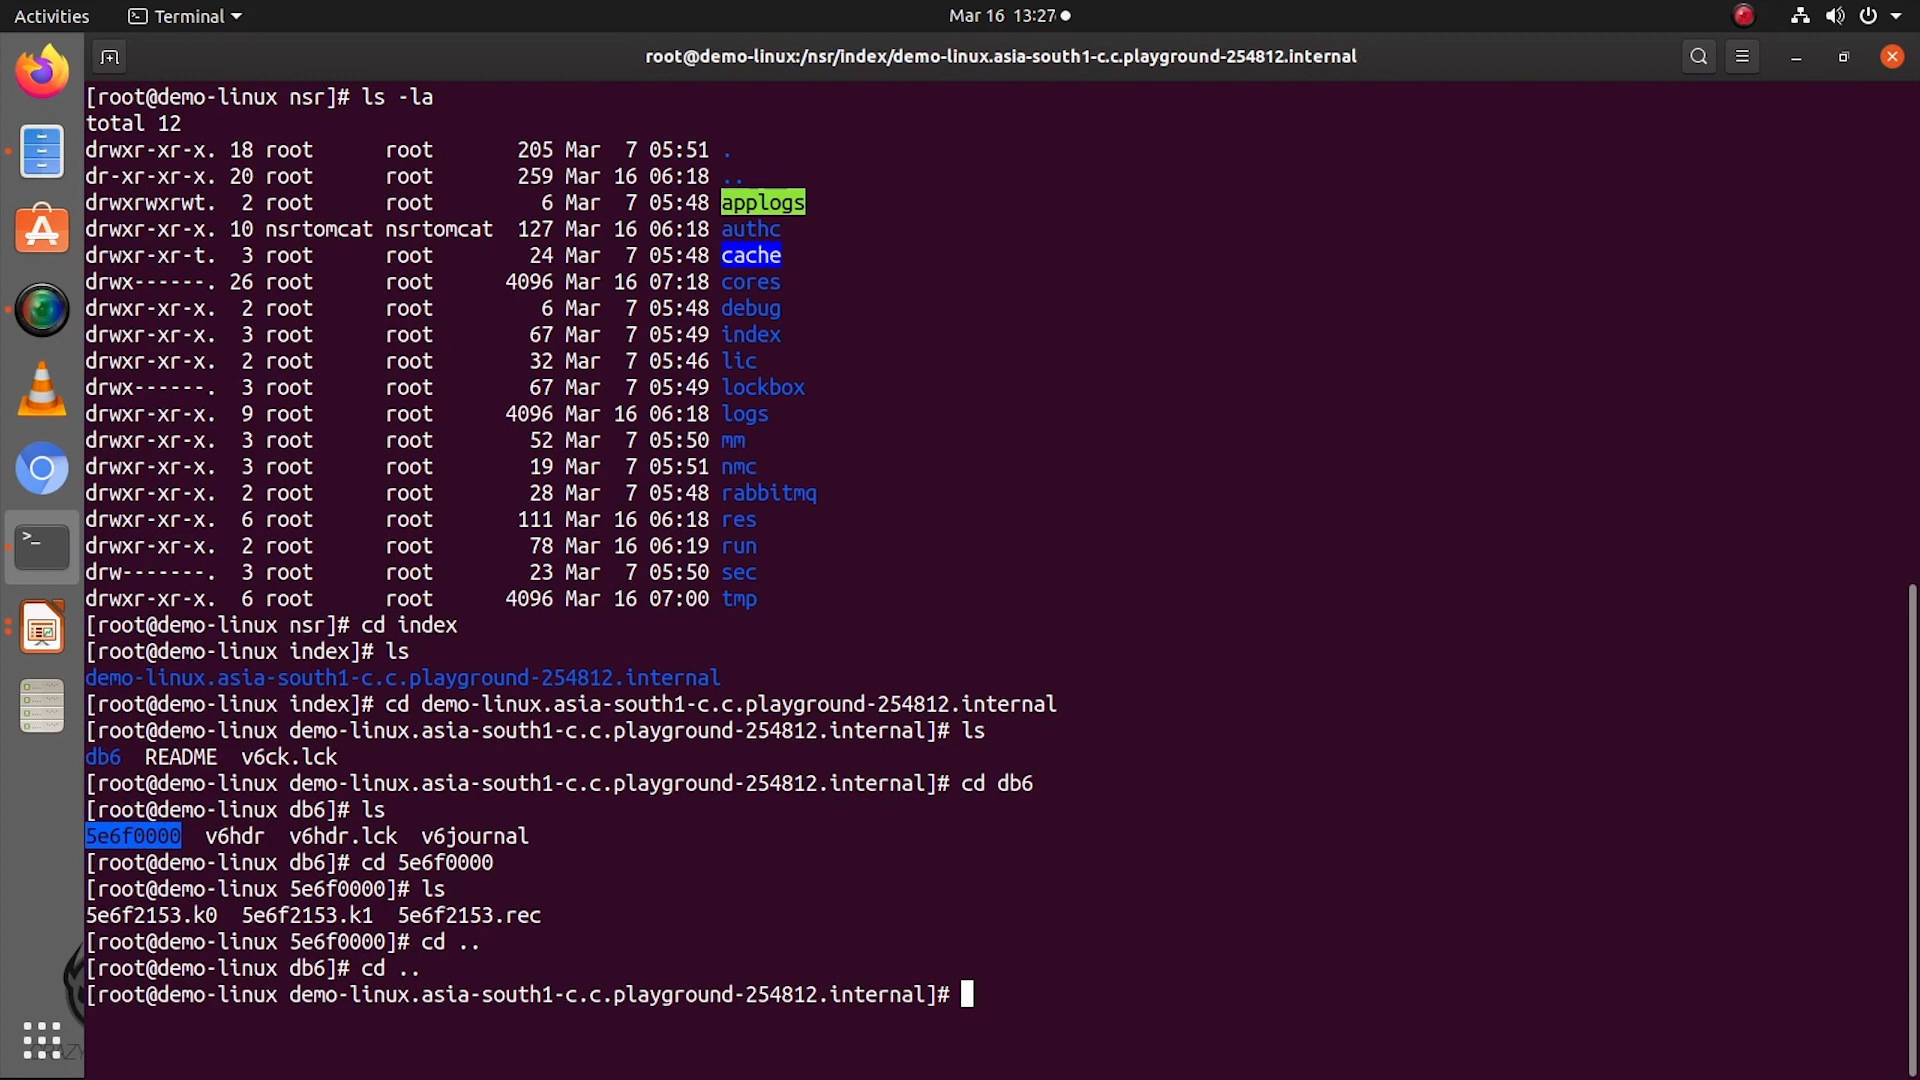 Activities Terminal Mar 16 13:27
root@demo-linux:/nsr/index/demo-linux.asia-south1-c.c.playground-254812.internal
[root@demo-linux nsr]# ls -la
total 12
drwxr-xr-x. 18 root root 205 Mar 7 05:51 .
dr-xr-xr-x. 20 root root 259 Mar 16 06:18 ..
drwxrwxrwt. 2 root root 6 Mar 7 05:48 applogs
drwxr-xr-x. 10 nsrtomcat nsrtomcat 127 Mar 16 06:18 authc
drwxr-xr-t. 3 root root 24 Mar 7 05:48 cache
drwx------. 26 root root 4096 Mar 16 07:18 cores
drwxr-xr-x. 2 root root 6 Mar 7 05:48 debug
drwxr-xr-x. 3 root root 67 Mar 7 05:49 index
drwxr-xr-x. 2 root root 32 Mar 7 05:46 lic
drwx------. 3 root root 67 Mar 7 05:49 lockbox
drwxr-xr-x. 9 root root 4096 Mar 16 06:18 logs
drwxr-xr-x. 3 root root 52 Mar 7 05:50 mm
drwxr-xr-x. 3 root root 19 Mar 7 05:51 nmc
drwxr-xr-x. 2 root root 28 Mar 7 05:48 rabbitmq
drwxr-xr-x. 6 root root 111 Mar 16 06:18 res
drwxr-xr-x. 2 root root 78 Mar 16 06:19 run
drw-------. 3 root root 23 Mar 7 05:50 sec
drwxr-xr-x. 6 root root 4096 Mar 16 07:00 tmp
[root@demo-linux nsr]# cd index
[root@demo-linux index]# ls
demo-linux.asia-south1-c.c.playground-254812.internal
[root@demo-linux index]# cd demo-linux.asia-south1-c.c.playground-254812.internal
[root@demo-linux demo-linux.asia-south1-c.c.playground-254812.internal]# ls
db6 README v6ck.lck
[root@demo-linux demo-linux.asia-south1-c.c.playground-254812.internal]# cd db6
[root@demo-linux db6]# ls
5e6f0000 v6hdr v6hdr.lck v6journal
[root@demo-linux db6]# cd 5e6f0000
[root@demo-linux 5e6f0000]# ls
5e6f2153.k0 5e6f2153.k1 5e6f2153.rec
[root@demo-linux 5e6f0000]# cd ..
[root@demo-linux db6]# cd ..
[root@demo-linux demo-linux.asia-south1-c.c.playground-254812.internal]#